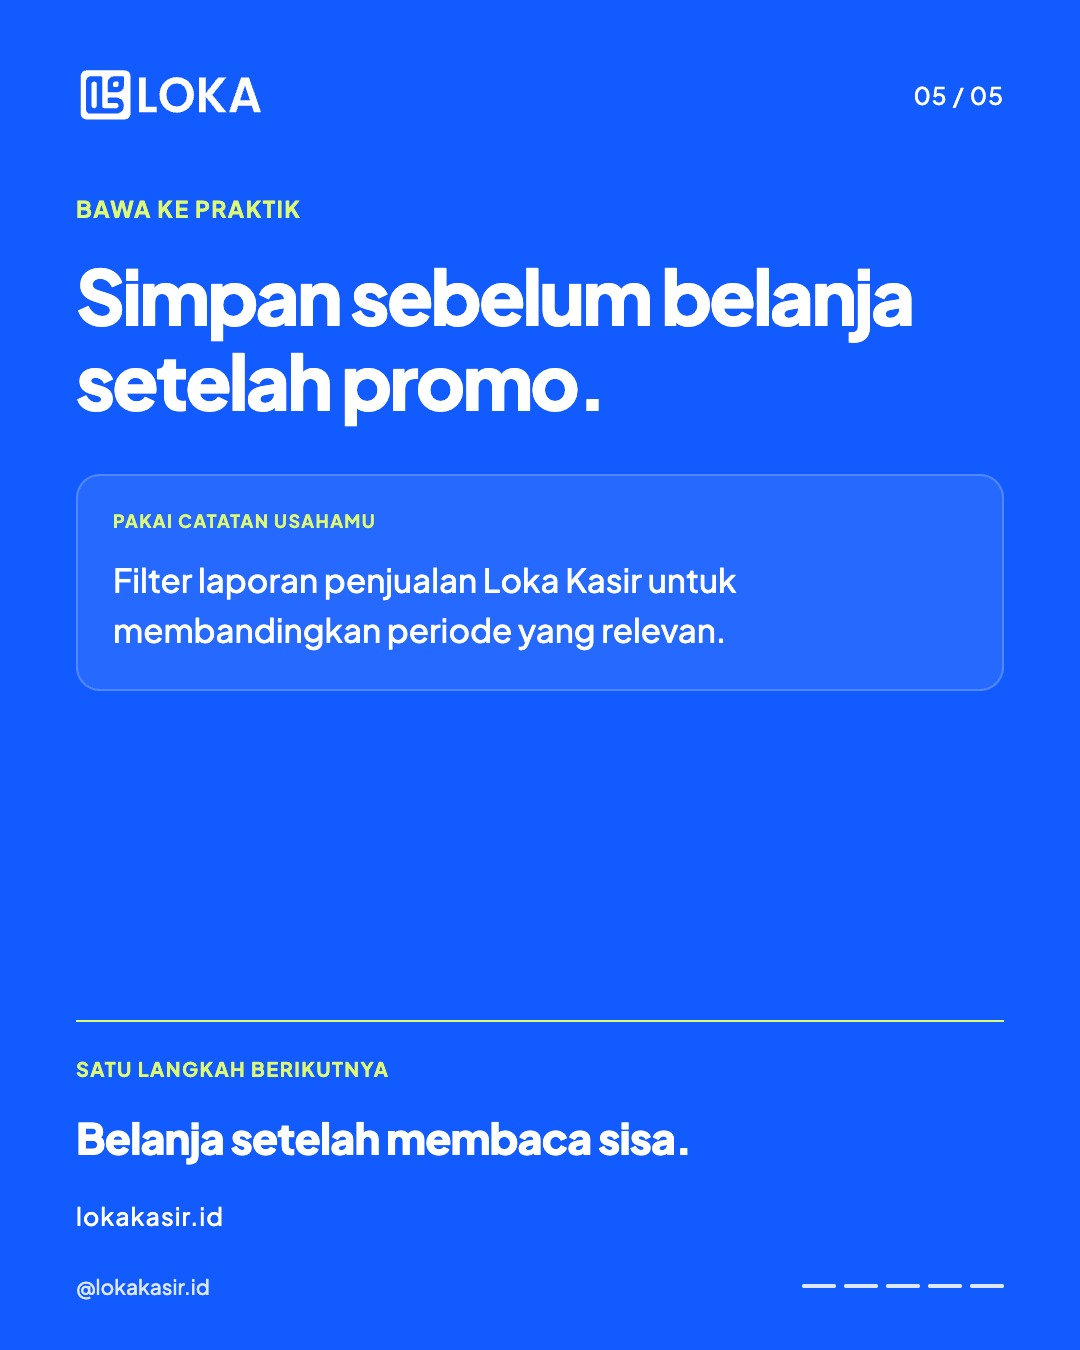 LOKA
05 / 05
BAWA KE PRAKTIK
Simpan sebelum belanja
setelah promo.
PAKAI CATATAN USAHAMU
Filter laporan penjualan Loka Kasir untuk
membandingkan periode yang relevan.
SATU LANGKAH BERIKUTNYA
Belanja setelah membaca sisa.
lokakasir.id
@lokakasir.id